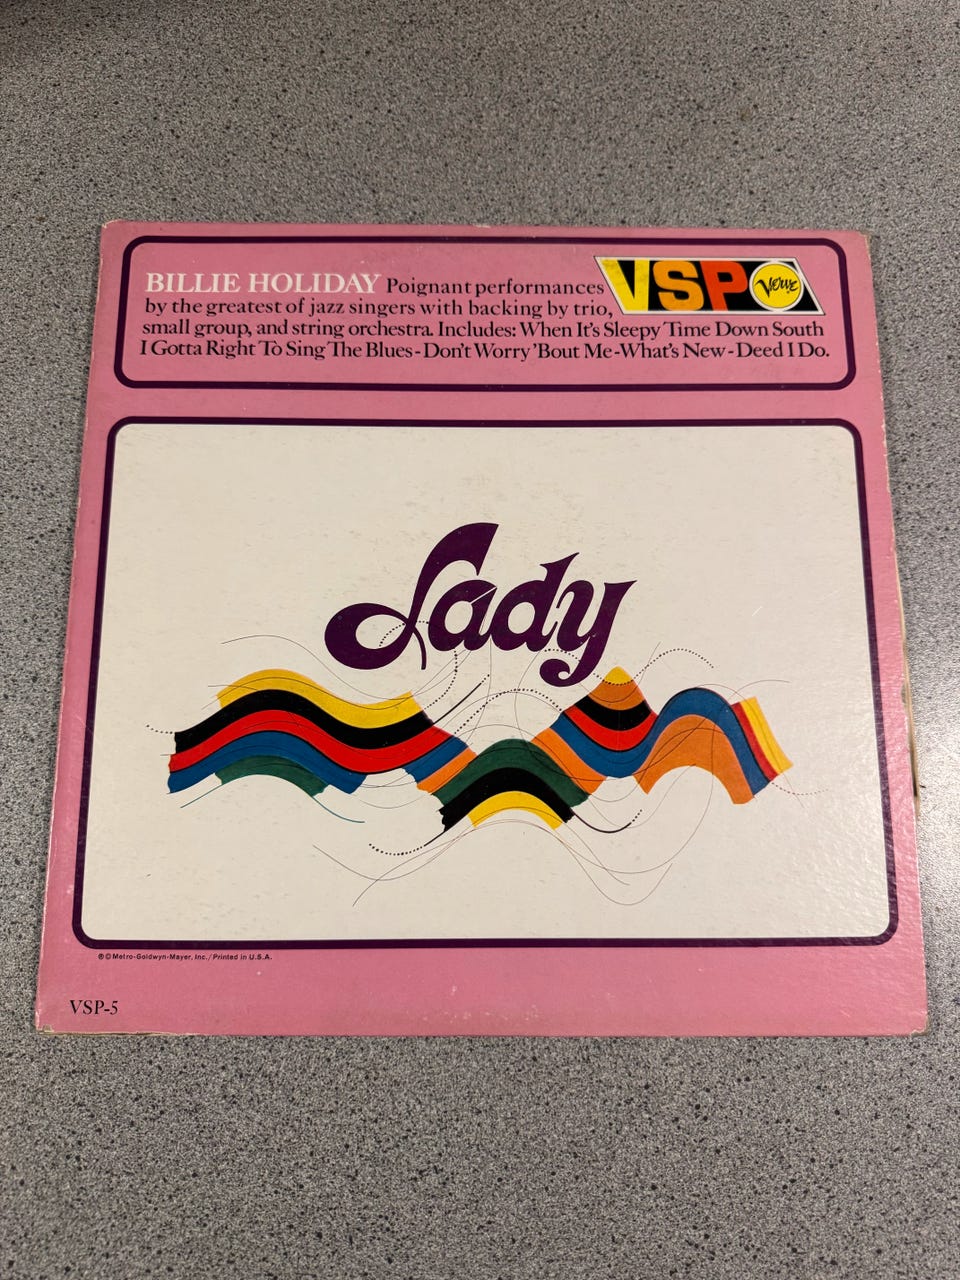 BILLIE HOLIDAY Poignant performances
VSP
Verve
by the greatest of jazz singers with backing by trio,
small group, and string orchestra. Includes: When It's Sleepy Time Down South
I Gotta Right To Sing The Blues - Don't Worry 'Bout Me - What's New - Deed I Do.
Lady
®©Metro-Goldwyn-Mayer, Inc./Printed in U.S.A.
VSP-5